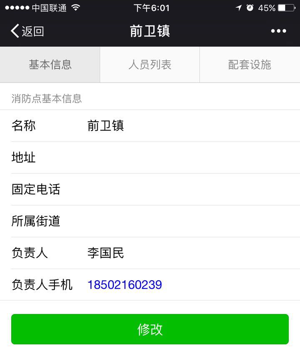 中国联通 下午6:01 45%
返回 前卫镇
基本信息 人员列表 配套设施
消防点基本信息
名称 前卫镇
地址
固定电话
所属街道
负责人 李国民
负责人手机 18502160239
修改